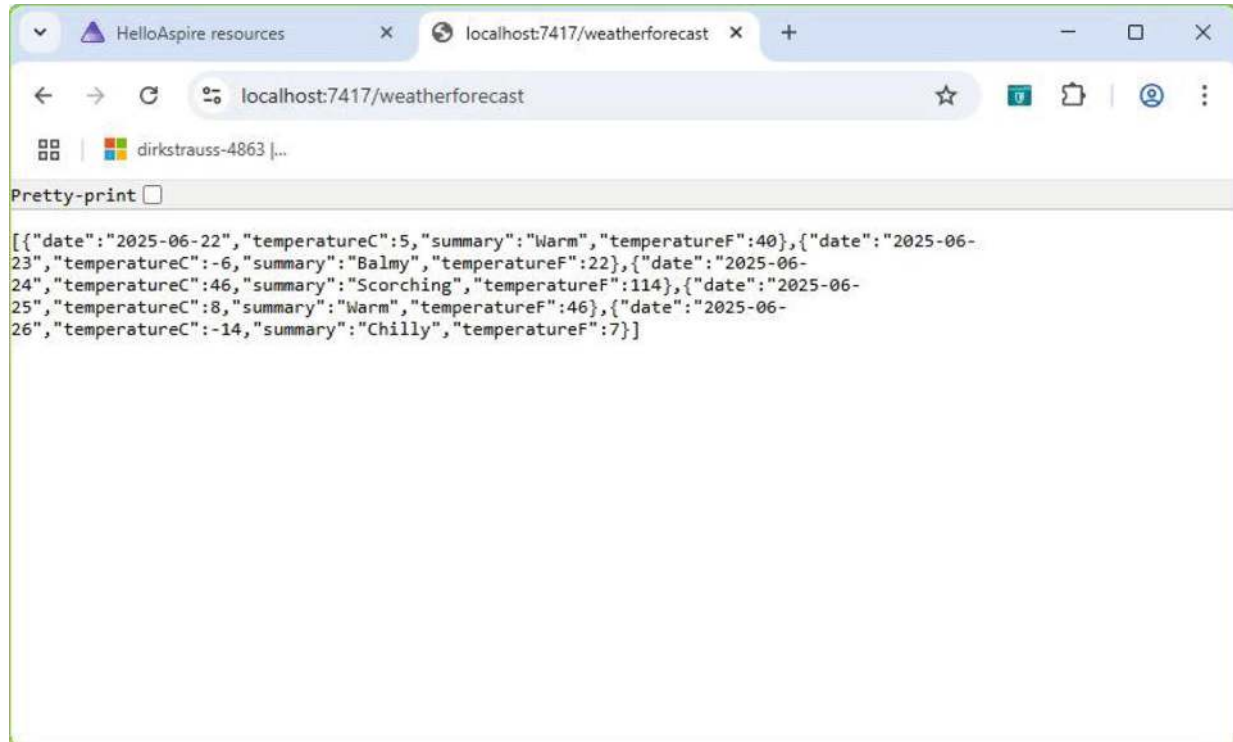 HelloAspire resources
localhost:7417/weatherforecast
localhost:7417/weatherforecast
dirkstrauss-4863 |...
Pretty-print
[{"date":"2025-06-22","temperatureC":5,"summary":"Warm","temperatureF":40},{"date":"2025-06-
23","temperatureC":-6,"summary":"Balmy","temperatureF":22},{"date":"2025-06-
24","temperatureC":46,"summary":"Scorching","temperatureF":114},{"date":"2025-06-
25","temperatureC":8,"summary":"Warm","temperatureF":46},{"date":"2025-06-
26","temperatureC":-14,"summary":"Chilly","temperatureF":7}]